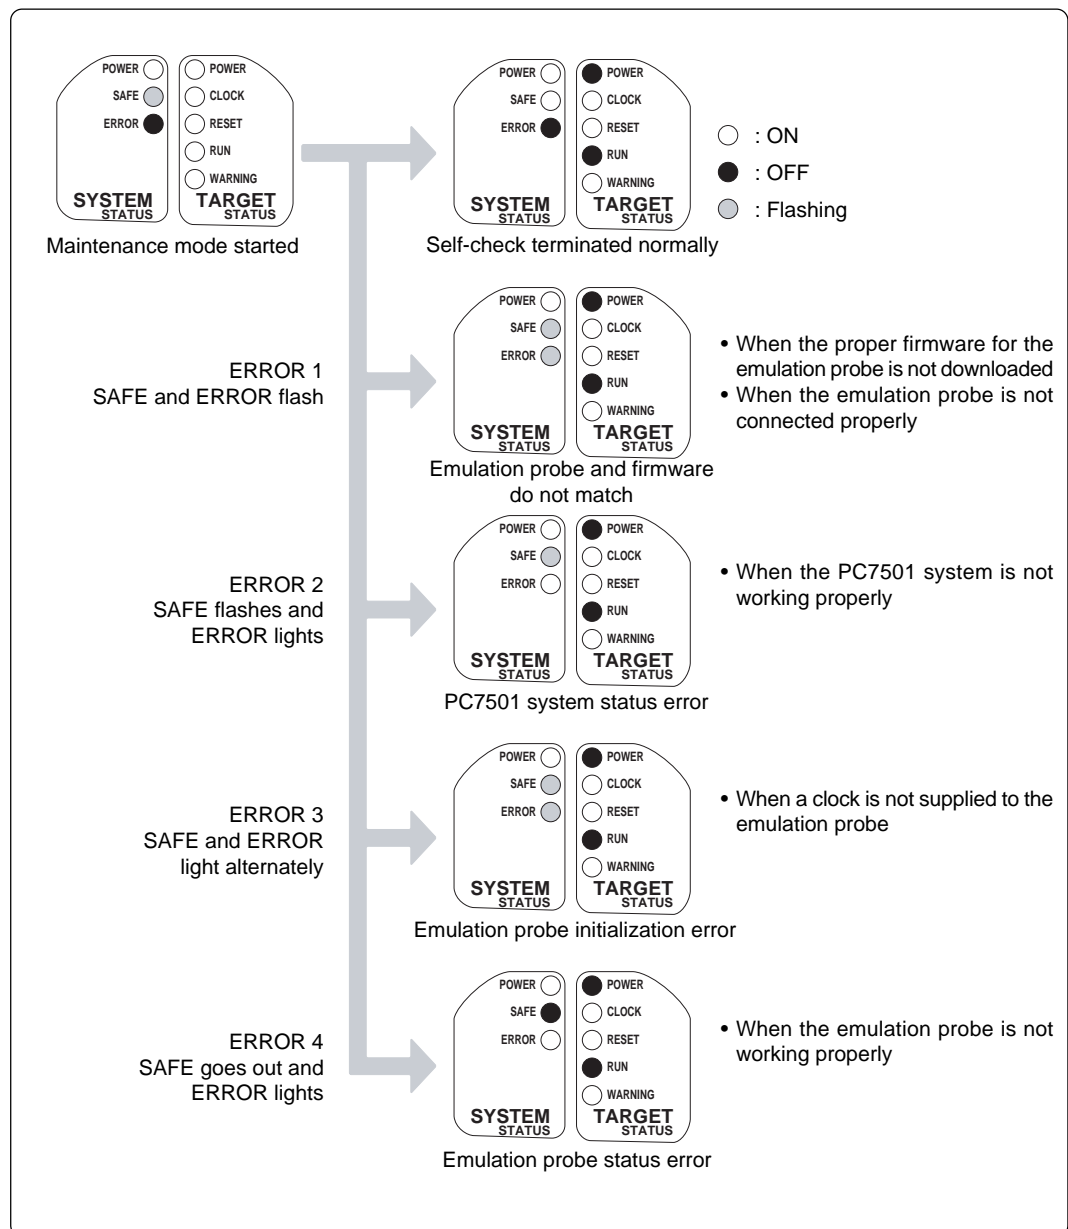 POWER
SAFE
ERROR
SYSTEM
STATUS
POWER
CLOCK
RESET
RUN
WARNING
TARGET
STATUS
Maintenance mode started
POWER
SAFE
ERROR
SYSTEM
STATUS
POWER
CLOCK
RESET
RUN
WARNING
TARGET
STATUS
Self-check terminated normally
: ON
: OFF
: Flashing
ERROR 1
SAFE and ERROR flash
POWER
SAFE
ERROR
SYSTEM
STATUS
POWER
CLOCK
RESET
RUN
WARNING
TARGET
STATUS
Emulation probe and firmware
do not match
• When the proper firmware for the
emulation probe is not downloaded
• When the emulation probe is not
connected properly
ERROR 2
SAFE flashes and
ERROR lights
POWER
SAFE
ERROR
SYSTEM
STATUS
POWER
CLOCK
RESET
RUN
WARNING
TARGET
STATUS
PC7501 system status error
• When the PC7501 system is not
working properly
ERROR 3
SAFE and ERROR
light alternately
POWER
SAFE
ERROR
SYSTEM
STATUS
POWER
CLOCK
RESET
RUN
WARNING
TARGET
STATUS
Emulation probe initialization error
• When a clock is not supplied to the
emulation probe
ERROR 4
SAFE goes out and
ERROR lights
POWER
SAFE
ERROR
SYSTEM
STATUS
POWER
CLOCK
RESET
RUN
WARNING
TARGET
STATUS
Emulation probe status error
• When the emulation probe is not
working properly